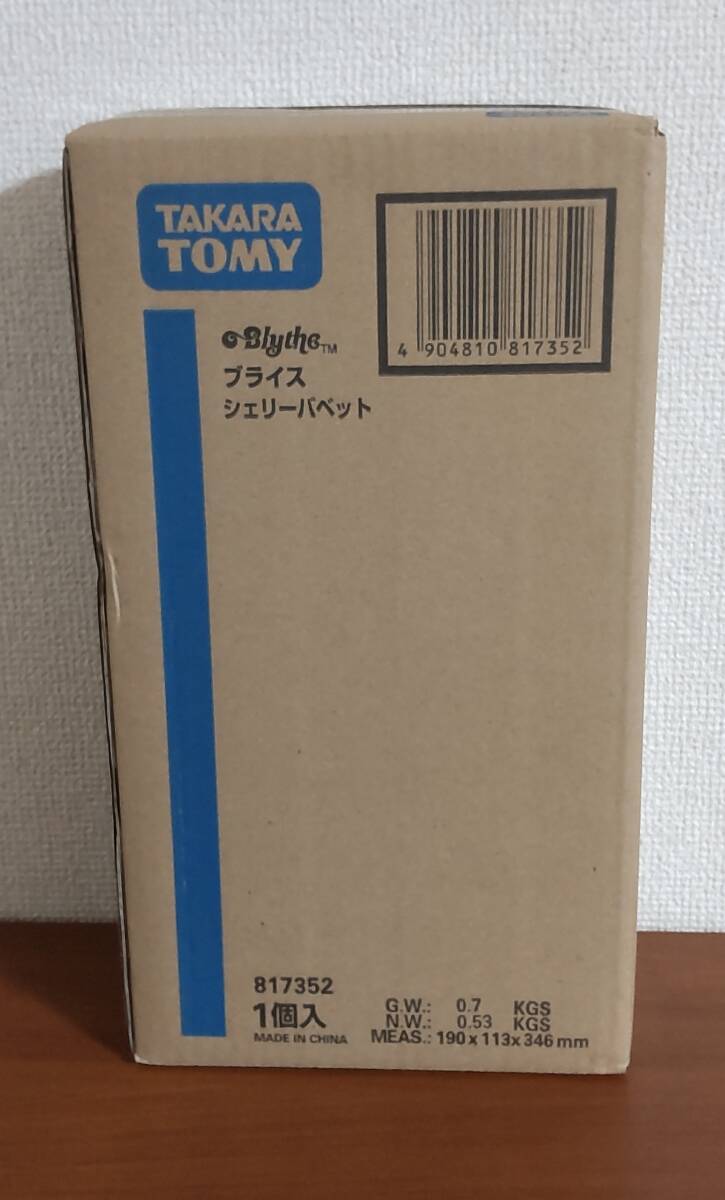 TAKARA
TOMY
Blythe™
ブライス
シェリーバベット
4 904810 817352
817352
1個入
MADE IN CHINA
G.W.: 0.7 KGS
N.W.: 0.53 KGS
MEAS.: 190 x 113 x 346 mm